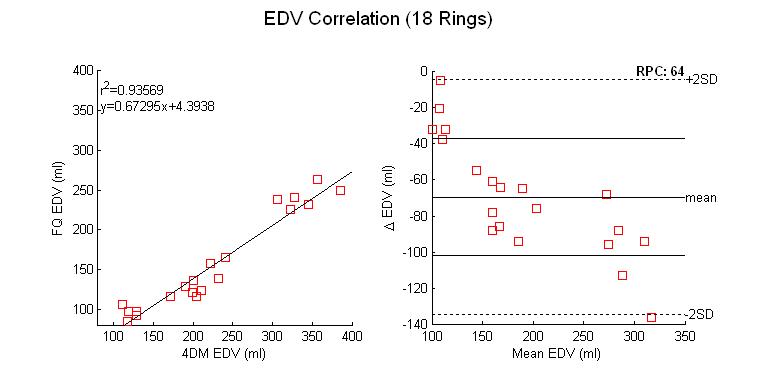 EDV Correlation (18 Rings)
r2=0.93569
y=0.67295x+4.3938
400
350
300
250
200
150
100
FQ EDV (ml)
100 150 200 250 300 350 400
4DM EDV (ml)
RPC: 64
+2SD
mean
-2SD
0
-20
-40
-60
-80
-100
-120
-140
Δ EDV (ml)
100 150 200 250 300 350
Mean EDV (ml)